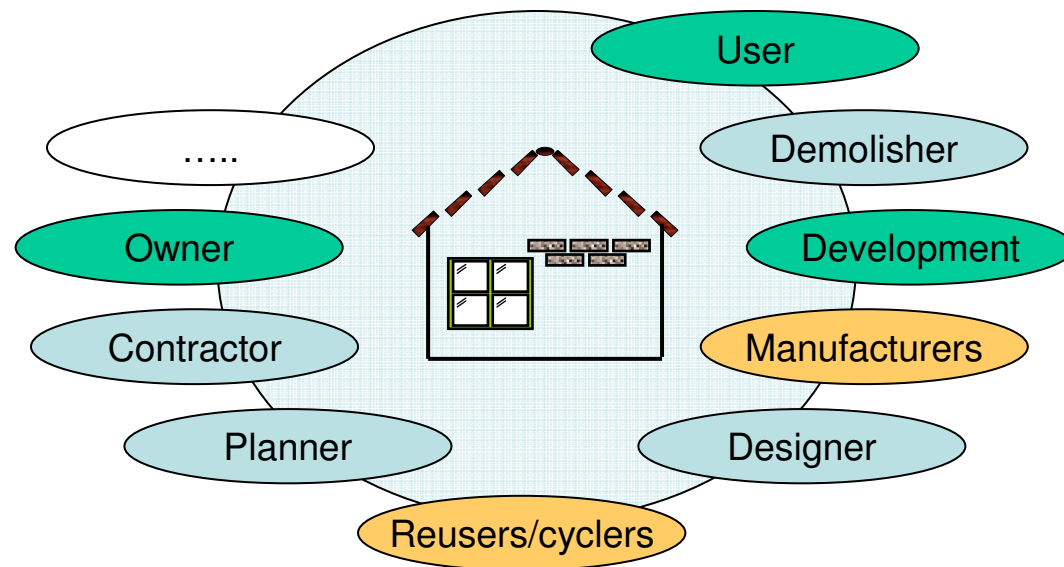 User
…..
Demolisher
Owner
Development
Contractor
Manufacturers
Planner
Designer
Reusers/cyclers